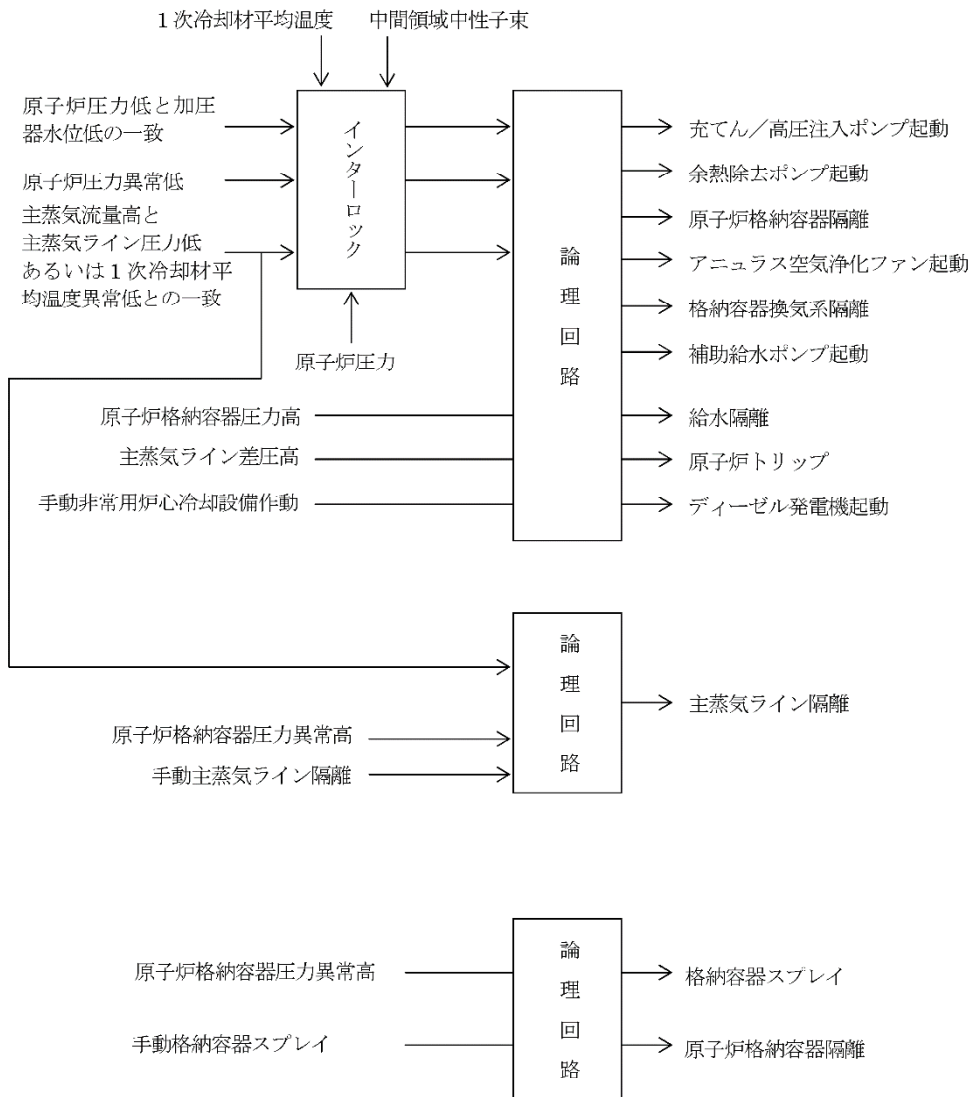 1次冷却材平均温度
中間領域中性子束
原子炉圧力低と加圧
器水位低の一致
原子炉圧力異常低
主蒸気流量高と
主蒸気ライン圧力低
あるいは1次冷却材平
均温度異常低との一致
インターロック
原子炉圧力
原子炉格納容器圧力高
主蒸気ライン差圧高
手動非常用炉心冷却設備作動
論理回路
充てん／高圧注入ポンプ起動
余熱除去ポンプ起動
原子炉格納容器隔離
アニュラス空気浄化ファン起動
格納容器換気系隔離
補助給水ポンプ起動
給水隔離
原子炉トリップ
ディーゼル発電機起動
原子炉格納容器圧力異常高
手動主蒸気ライン隔離
論理回路
主蒸気ライン隔離
原子炉格納容器圧力異常高
手動格納容器スプレイ
論理回路
格納容器スプレイ
原子炉格納容器隔離